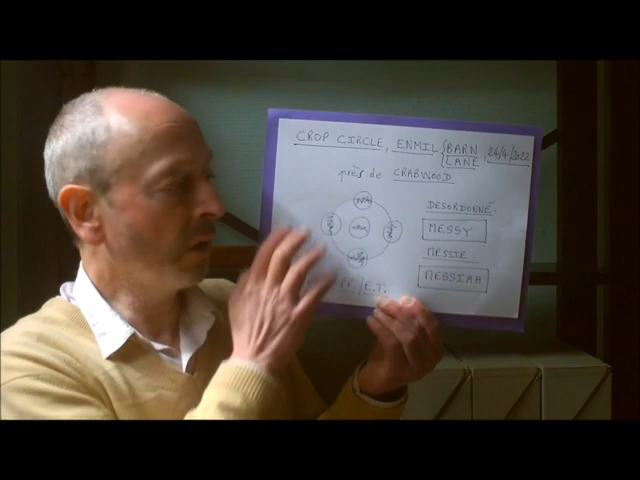 CROP CIRCLE, ENMIL {BARN LANE, 24/4/2022
près de CRABWOOD
DESORDONNÉ
MESSY
MESSIE
MESSIAH
/E.T.